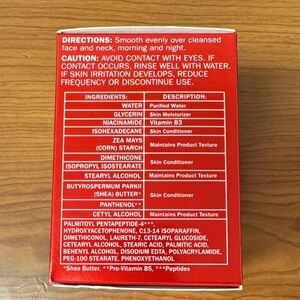 DIRECTIONS: Smooth evenly over cleansed
face and neck, morning and night.
CAUTION: AVOID CONTACT WITH EYES. IF
CONTACT OCCURS, RINSE WELL WITH WATER.
IF SKIN IRRITATION DEVELOPS, REDUCE
FREQUENCY OR DISCONTINUE USE.
INGREDIENTS: DESCRIPTION:
WATER Purified Water
GLYCERIN Skin Moisturizer
NIACINAMIDE Vitamin B3
ISOHEXADECANE Skin Conditioner
ZEA MAYS
(CORN) STARCH Maintains Product Texture
DIMETHICONE
ISOPROPYL ISOSTEARATE Skin Conditioner
STEARYL ALCOHOL Maintains Product Texture
BUTYROSPERMUM PARKII
(SHEA) BUTTER* Skin Conditioner
PANTHENOL**
CETYL ALCOHOL Maintains Product Texture
PALMITOYL PENTAPEPTIDE-4***,
HYDROXYACETOPHENONE, C13-14 ISOPARAFFIN,
DIMETHICONOL, LAURETH-7, CETEARYL GLUCOSIDE,
CETEARYL ALCOHOL, STEARIC ACID, PALMITIC ACID,
BEHENYL ALCOHOL, DISODIUM EDTA, POLYACRYLAMIDE,
PEG-100 STEARATE, PHENOXYETHANOL
*Shea Butter, **Pro-Vitamin B5, ***Peptides